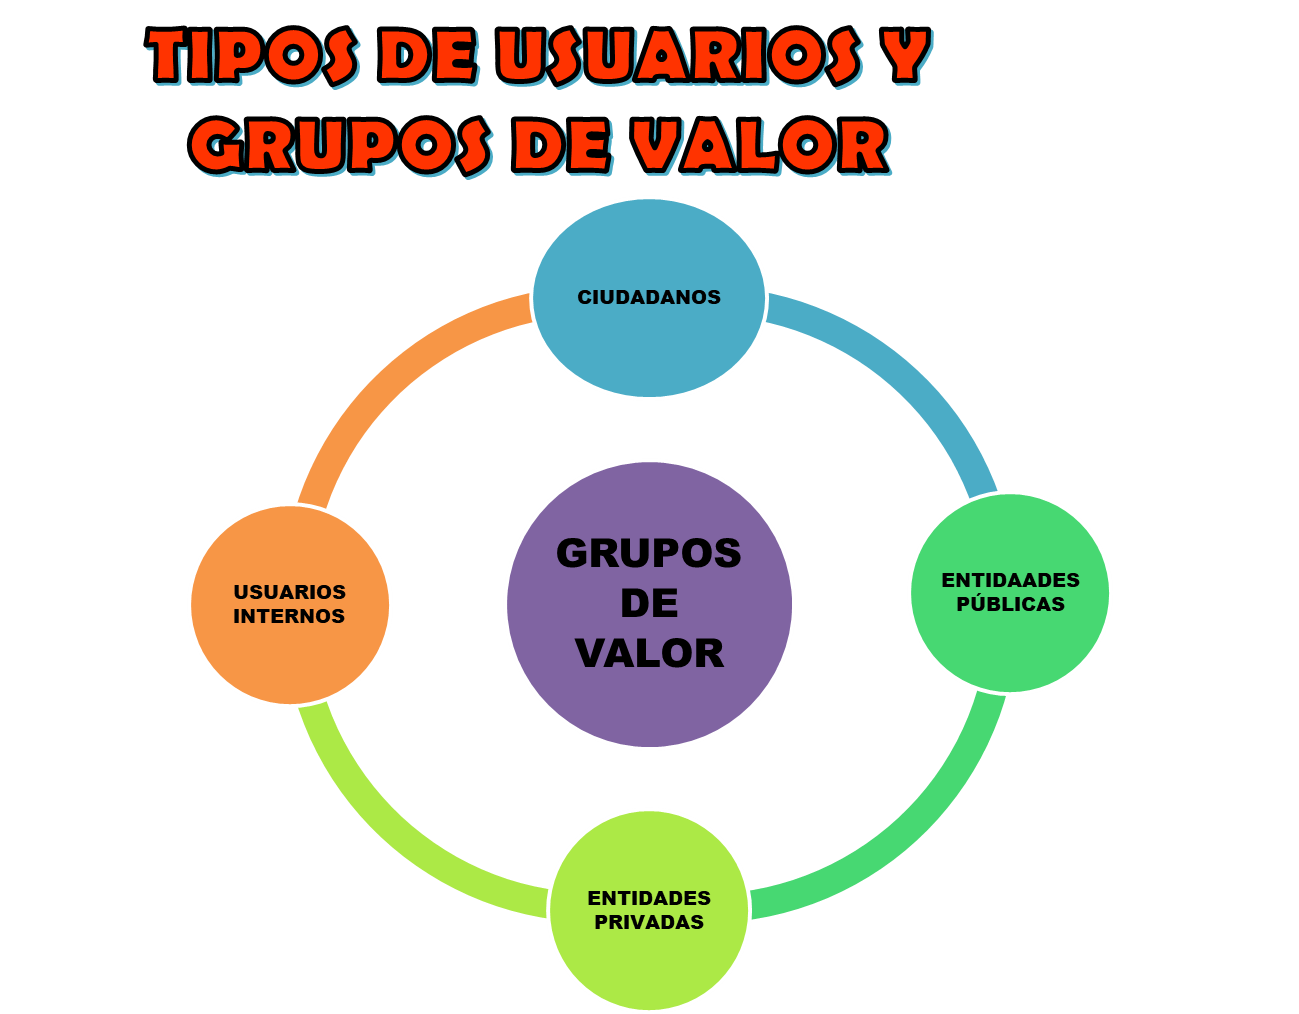 TIPOS DE USUARIOS Y
GRUPOS DE VALOR
CIUDADANOS
GRUPOS
DE
VALOR
ENTIDAADES
PÚBLICAS
USUARIOS
INTERNOS
ENTIDADES
PRIVADAS